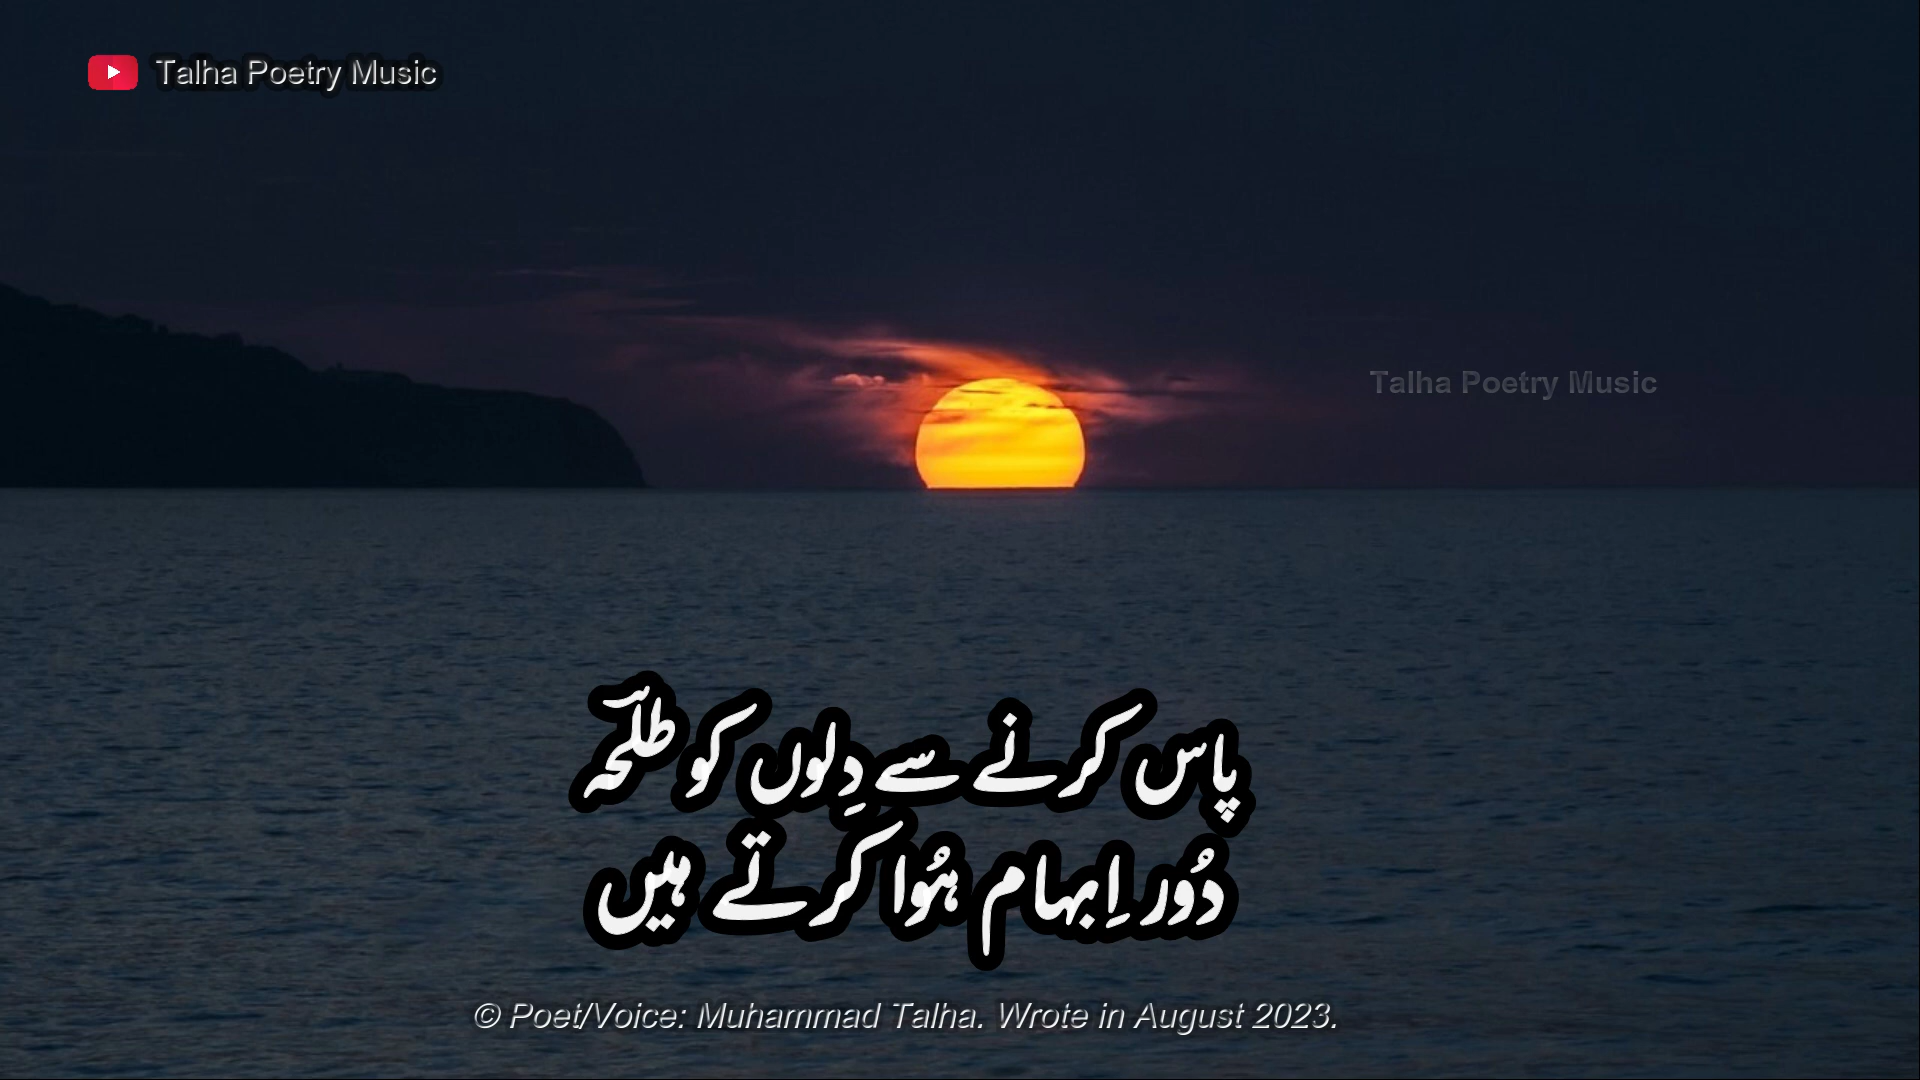 Talha Poetry Music
Talha Poetry Music
پاس کرنے سے دِلوں کو طلحہؔ
دُور اِبہام ہُوا کرتے ہیں
© Poet/Voice: Muhammad Talha. Wrote in August 2023.